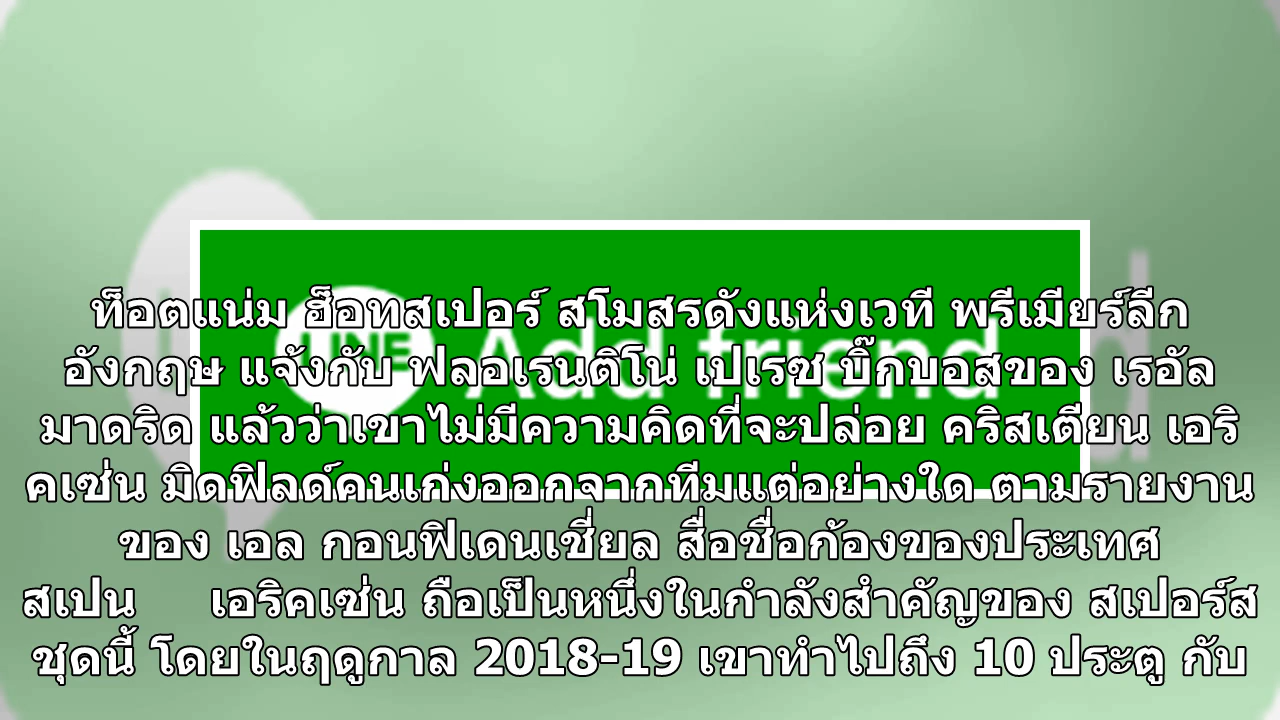 ท็อตแน่ม ฮ็อทสเปอร์ สโมสรดังแห่งเวที พรีเมียร์ลีก
อังกฤษ แจ้งกับ ฟลอเรนติโน่ เปเรซ บิ๊กบอสของ เรอัล
มาดริด แล้วว่าเขาไม่มีความคิดที่จะปล่อย คริสเตียน เอริ
คเซ่น มิดฟิลด์คนเก่งออกจากทีมแต่อย่างใด ตามรายงาน
ของ เอล กอนฟิเดนเชี่ยล สื่อชื่อก้องของประเทศ
สเปน เอริคเซ่น ถือเป็นหนึ่งในกำลังสำคัญของ สเปอร์ส
ชุดนี้ โดยในฤดูกาล 2018-19 เขาทำไปถึง 10 ประตู กับ
LINE Add friend